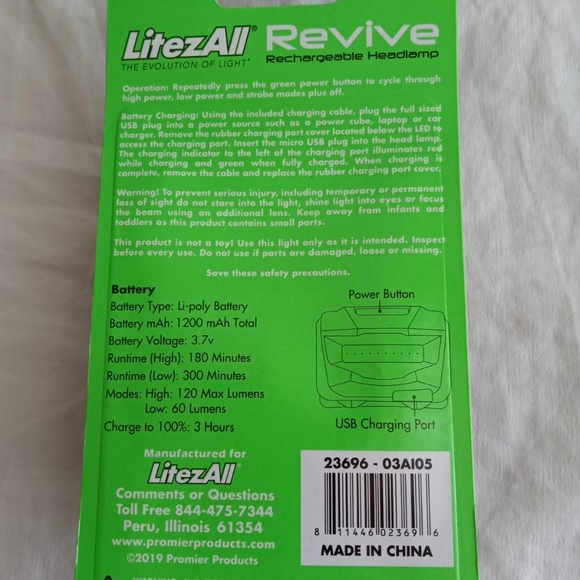 LitezAll® Revive
THE EVOLUTION OF LIGHT® Rechargeable Headlamp
Operation: Repeatedly press the green power button to cycle through
high power, low power and strobe modes plus off.
Battery Charging: Using the included charging cable, plug the full sized
USB plug into a power source such as a power cube, laptop or car
charger. Remove the rubber charging port cover located below the LED to
access the charging port. Insert the micro USB plug into the head lamp.
The charging indicator to the left of the charging port illuminates red
while charging and green when fully charged. When charging is
complete, remove the cable and replace the rubber charging port cover.
Warning! To prevent serious injury, including temporary or permanent
loss of sight do not stare into the light, shine light into eyes or focus
the beam using an additional lens. Keep away from infants and
toddlers as this product contains small parts.
This product is not a toy! Use this light only as it is intended. Inspect
before every use. Do not use if parts are damaged, loose or missing.
Save these safety precautions.
Battery
Battery Type: Li-poly Battery
Battery mAh: 1200 mAh Total
Battery Voltage: 3.7v
Runtime (High): 180 Minutes
Runtime (Low): 300 Minutes
Modes: High: 120 Max Lumens
Low: 60 Lumens
Charge to 100%: 3 Hours
Power Button
USB Charging Port
Manufactured for
LitezAll®
Comments or Questions
Toll Free 844-475-7344
Peru, Illinois 61354
www.promierproducts.com
©2019 Promier Products
23696 - 03AI05
8 11446 02369 6
MADE IN CHINA